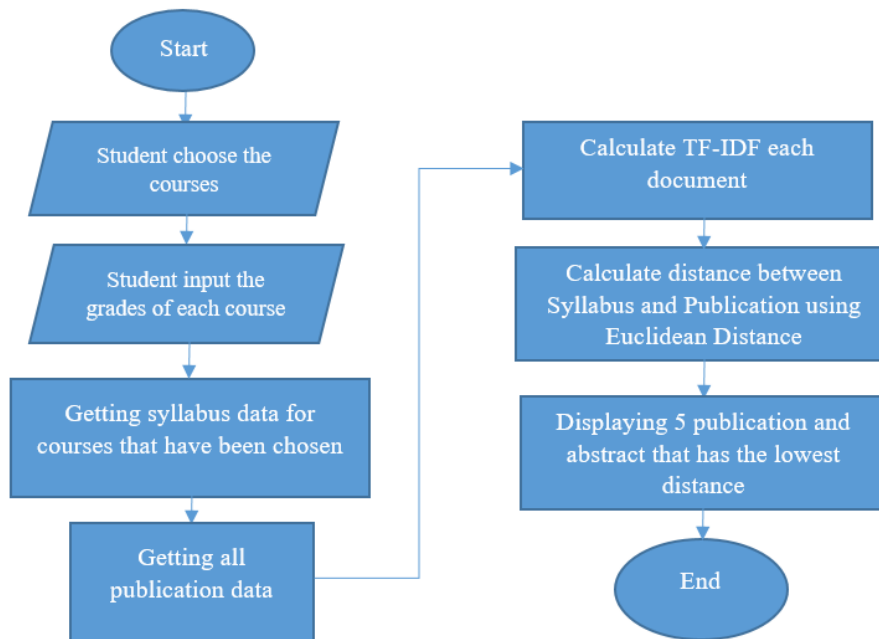 Start
Student choose the
courses
Student input the
grades of each course
Getting syllabus data for
courses that have been chosen
Getting all
publication data
Calculate TF-IDF each
document
Calculate distance between
Syllabus and Publication using
Euclidean Distance
Displaying 5 publication and
abstract that has the lowest
distance
End